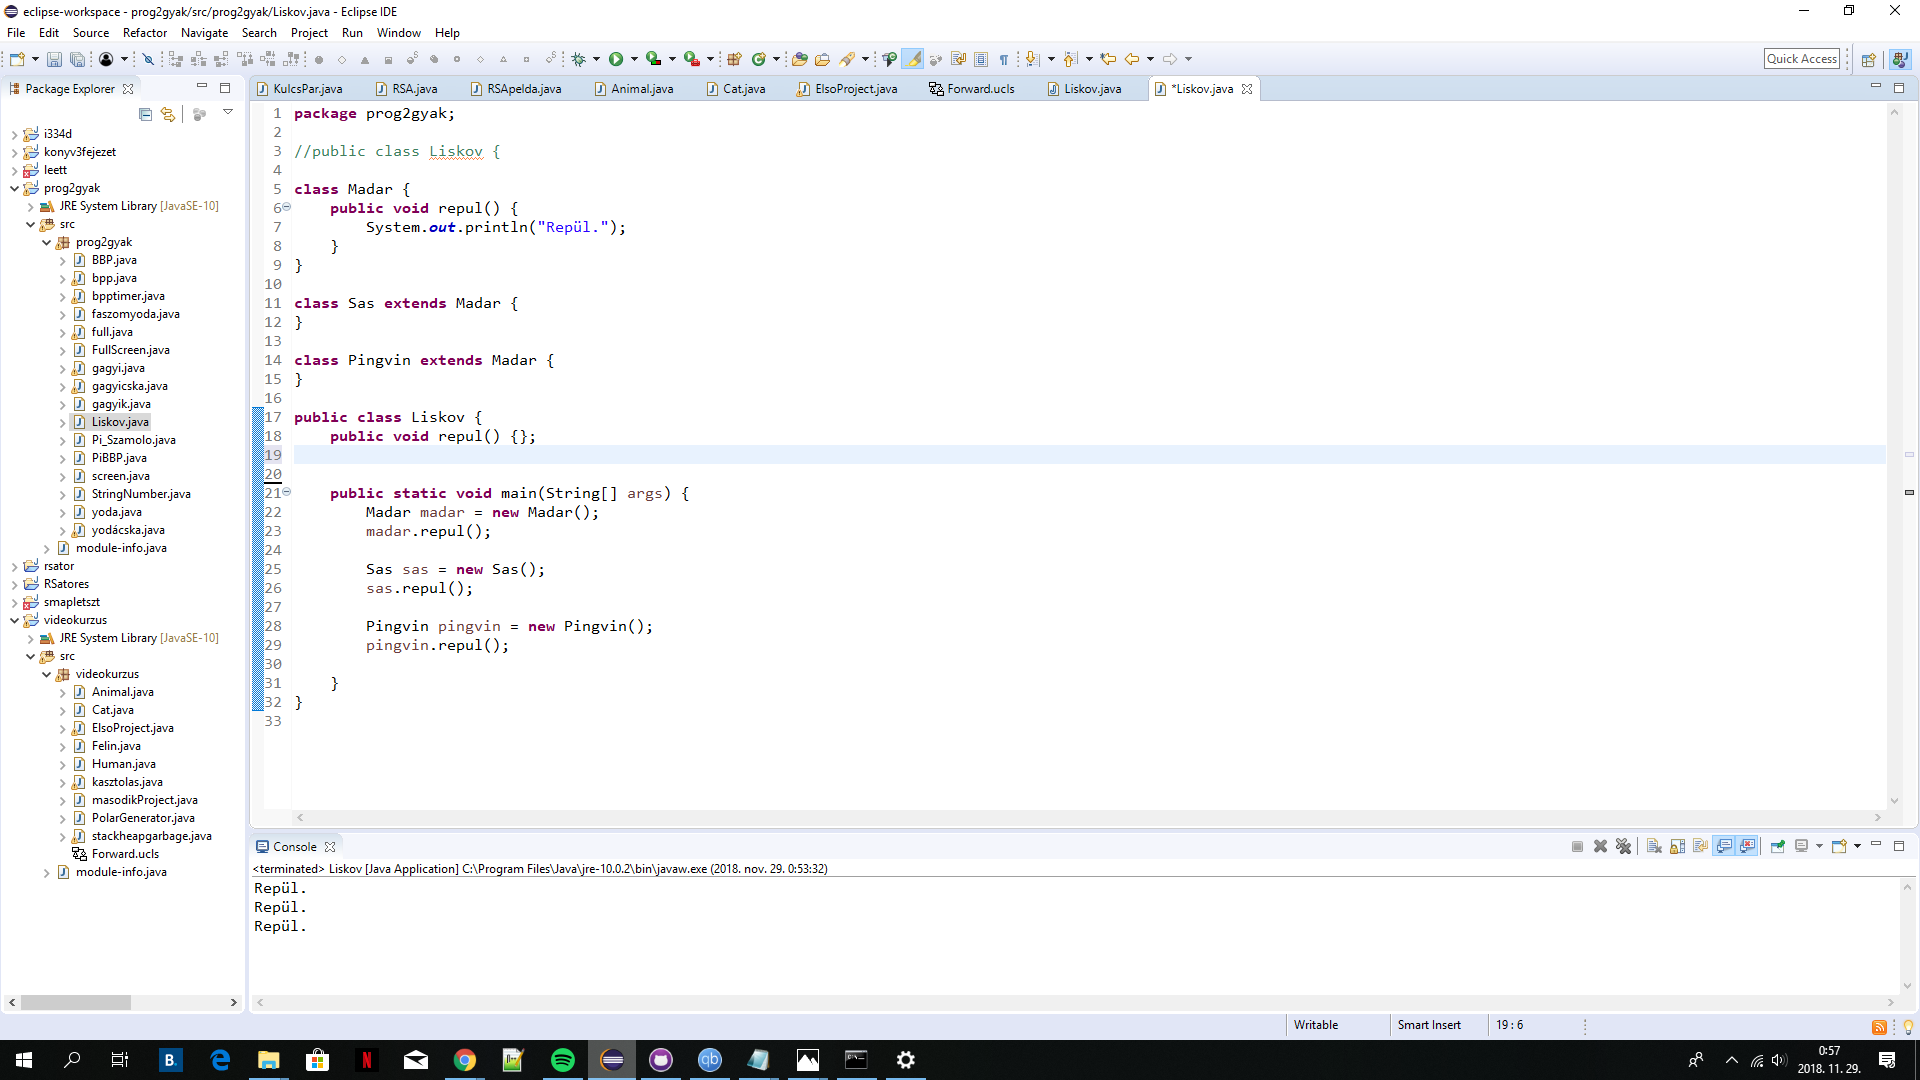 eclipse-workspace - prog2gyak/src/prog2gyak/Liskov.java - Eclipse IDE
File Edit Source Refactor Navigate Search Project Run Window Help
Quick Access
Package Explorer
KulcsPar.java RSA.java RSApelda.java Animal.java Cat.java ElsoProject.java Forward.ucls Liskov.java *Liskov.java
i334d
konyv3fejezet
leett
prog2gyak
JRE System Library [JavaSE-10]
src
prog2gyak
BBP.java
bpp.java
bpptimer.java
faszomyoda.java
full.java
FullScreen.java
gagyi.java
gagyicska.java
gagyik.java
Liskov.java
Pi_Szamolo.java
PiBBP.java
screen.java
StringNumber.java
yoda.java
yodácska.java
module-info.java
rsator
RSatores
smapletszt
videokurzus
JRE System Library [JavaSE-10]
src
videokurzus
Animal.java
Cat.java
ElsoProject.java
Felin.java
Human.java
kasztolas.java
masodikProject.java
PolarGenerator.java
stackheapgarbage.java
Forward.ucls
module-info.java
1 package prog2gyak;
2
3 //public class Liskov {
4
5 class Madar {
6     public void repul() {
7         System.out.println("Repül.");
8     }
9 }
10
11 class Sas extends Madar {
12 }
13
14 class Pingvin extends Madar {
15 }
16
17 public class Liskov {
18     public void repul() {};
19
20
21     public static void main(String[] args) {
22         Madar madar = new Madar();
23         madar.repul();
24
25         Sas sas = new Sas();
26         sas.repul();
27
28         Pingvin pingvin = new Pingvin();
29         pingvin.repul();
30
31     }
32 }
33
Console
<terminated> Liskov [Java Application] C:\Program Files\Java\jre-10.0.2\bin\javaw.exe (2018. nov. 29. 0:53:32)
Repül.
Repül.
Repül.
Writable Smart Insert 19 : 6
B. N qb
0:57
2018. 11. 29.